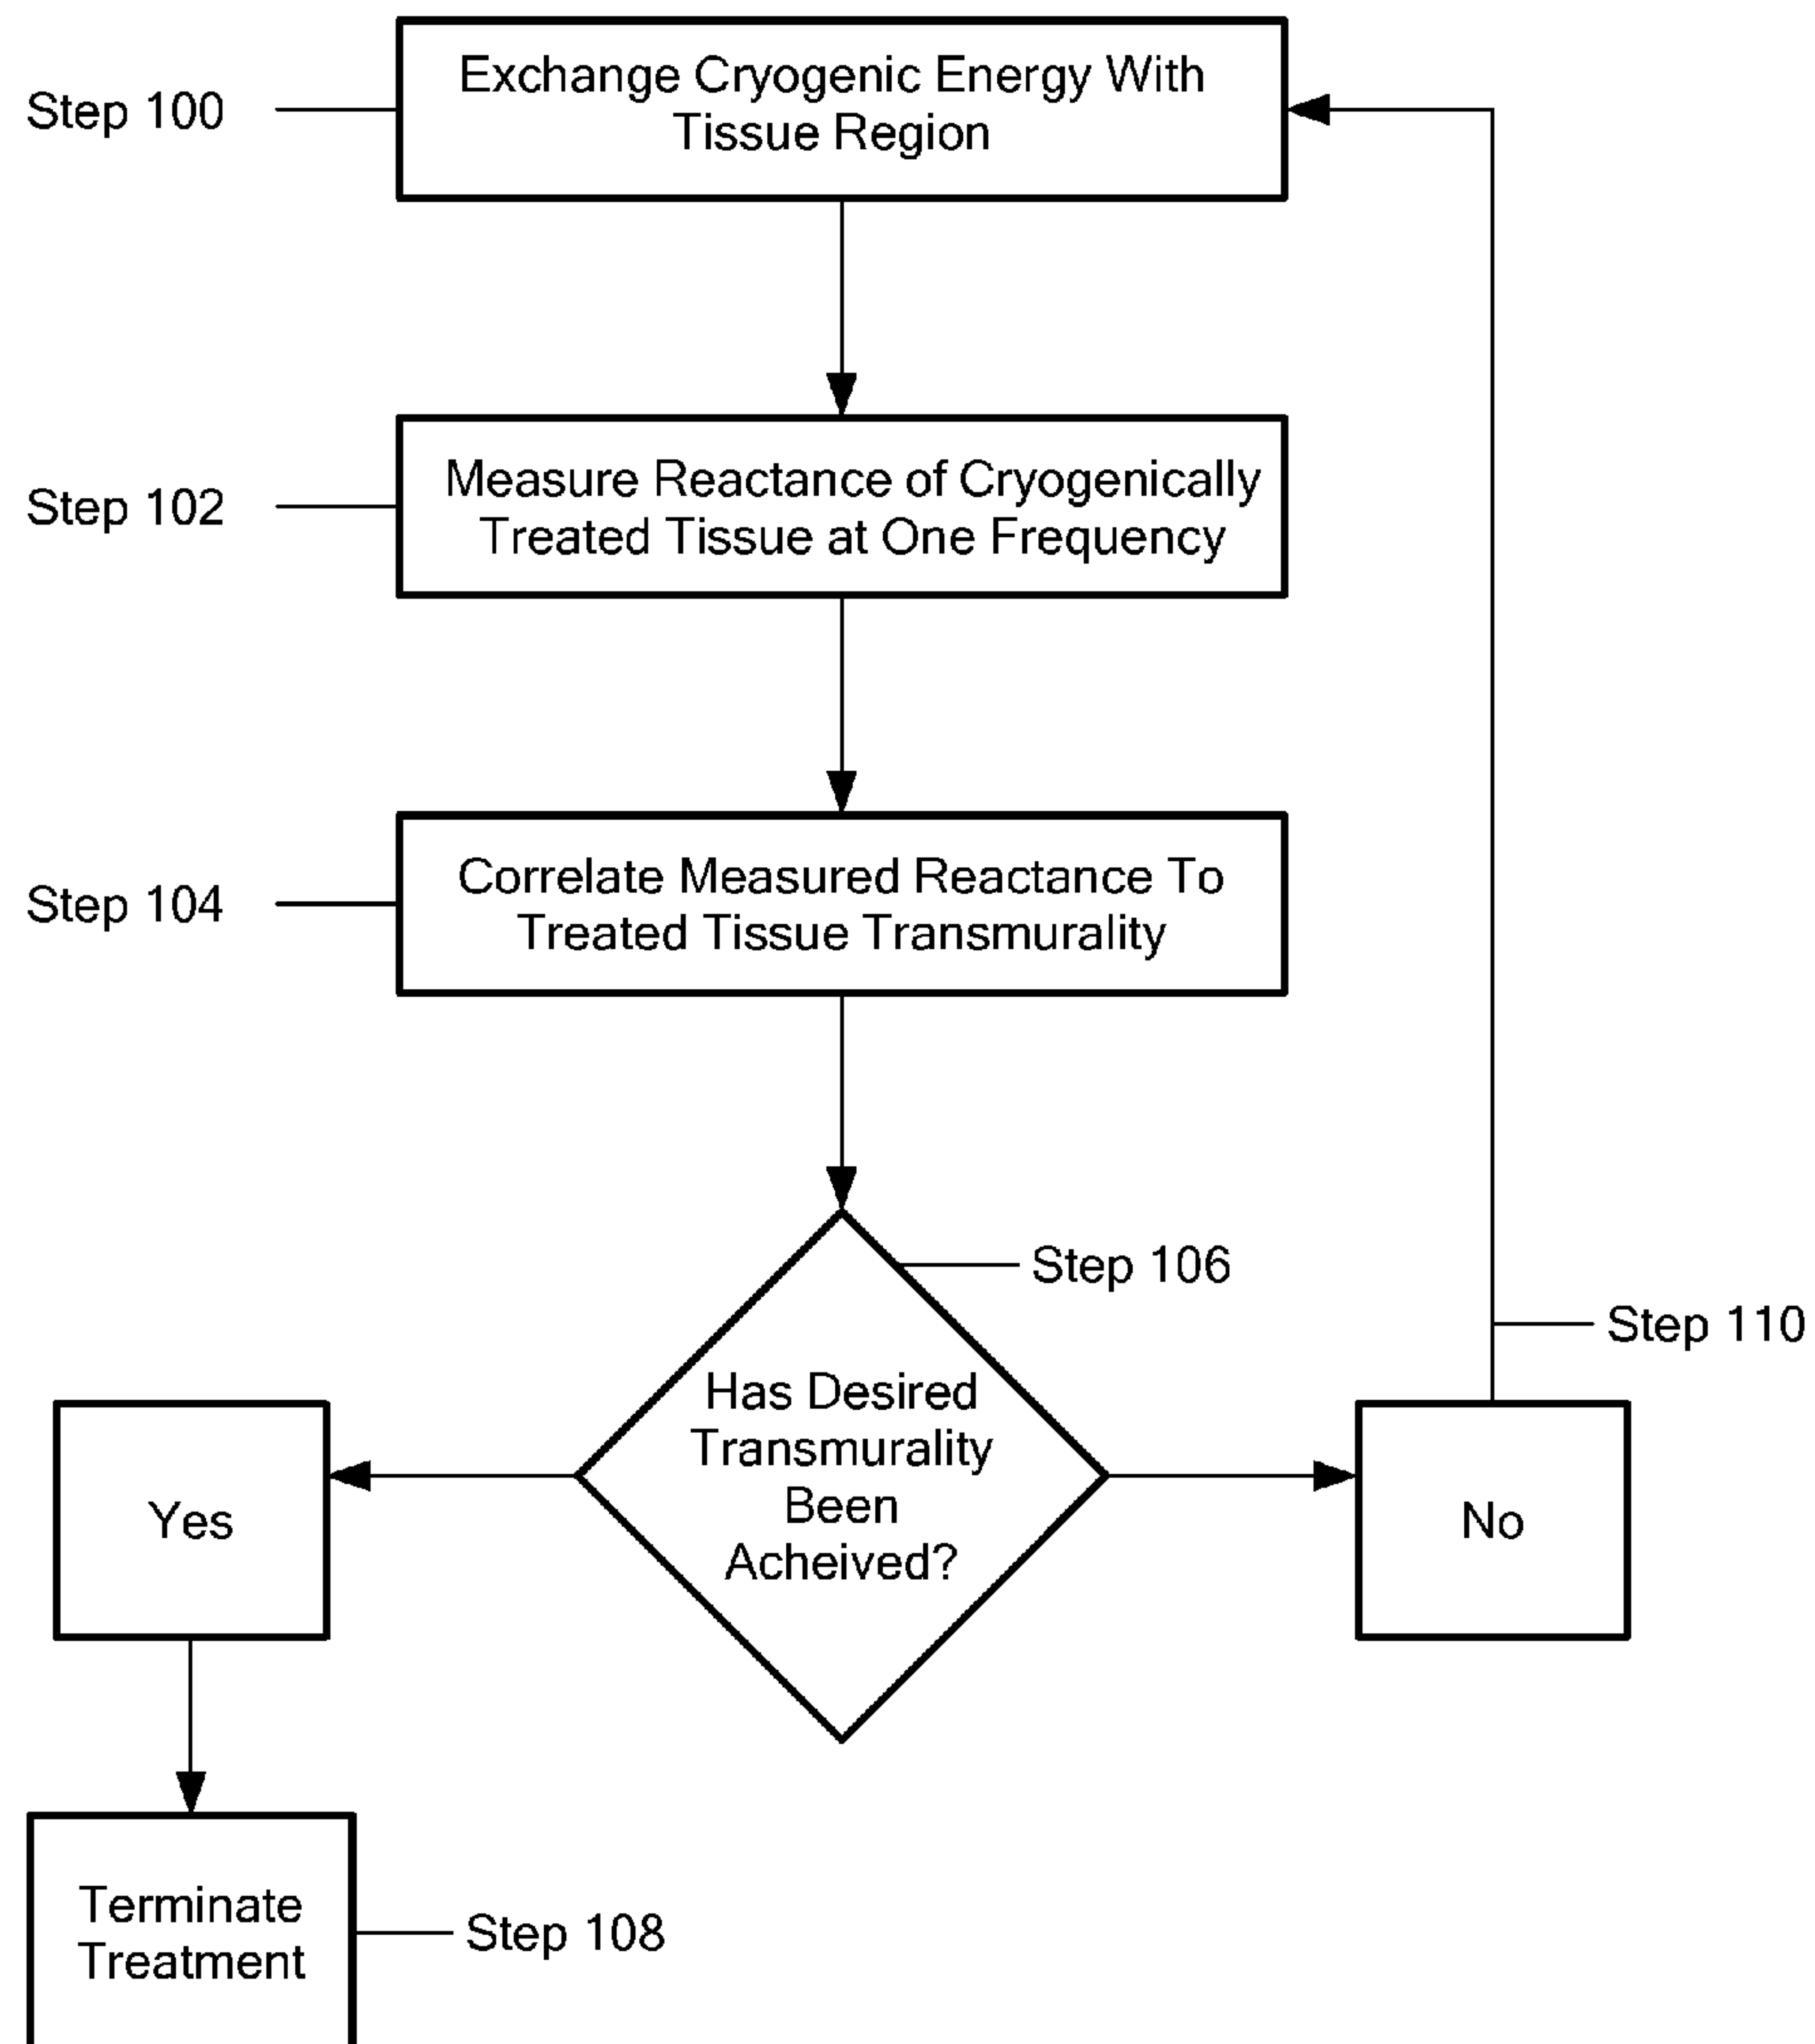 Step 100
Exchange Cryogenic Energy With
Tissue Region
Step 102
Measure Reactance of Cryogenically
Treated Tissue at One Frequency
Step 104
Correlate Measured Reactance To
Treated Tissue Transmurality
Step 106
Step 110
Has Desired
Transmurality
Been
Acheived?
Yes
No
Terminate
Treatment
Step 108